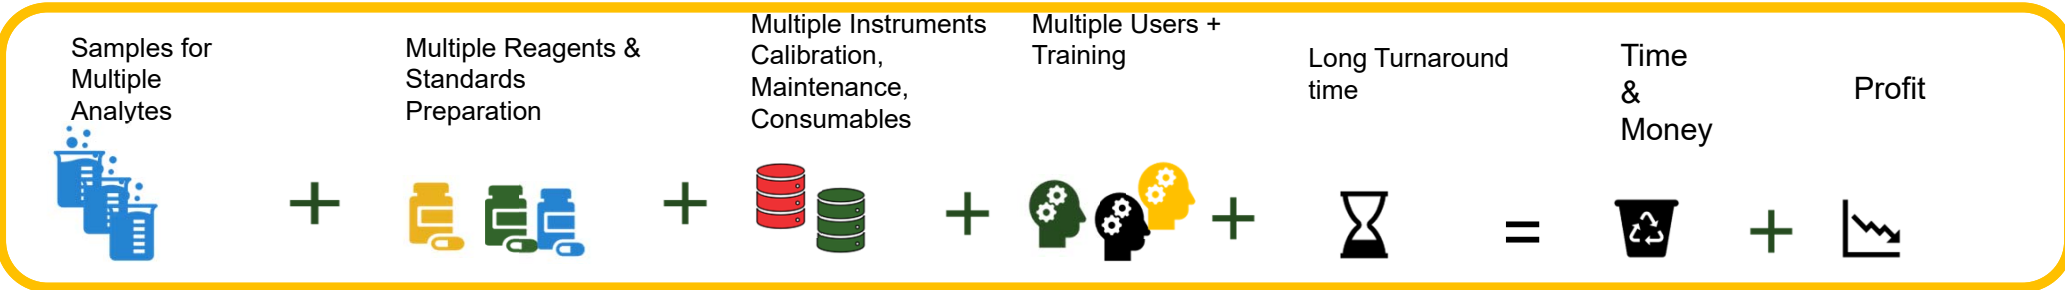 Samples for
Multiple
Analytes
Multiple Reagents &
Standards
Preparation
Multiple Instruments
Calibration,
Maintenance,
Consumables
Multiple Users +
Training
Long Turnaround
time
Time
&
Money
Profit